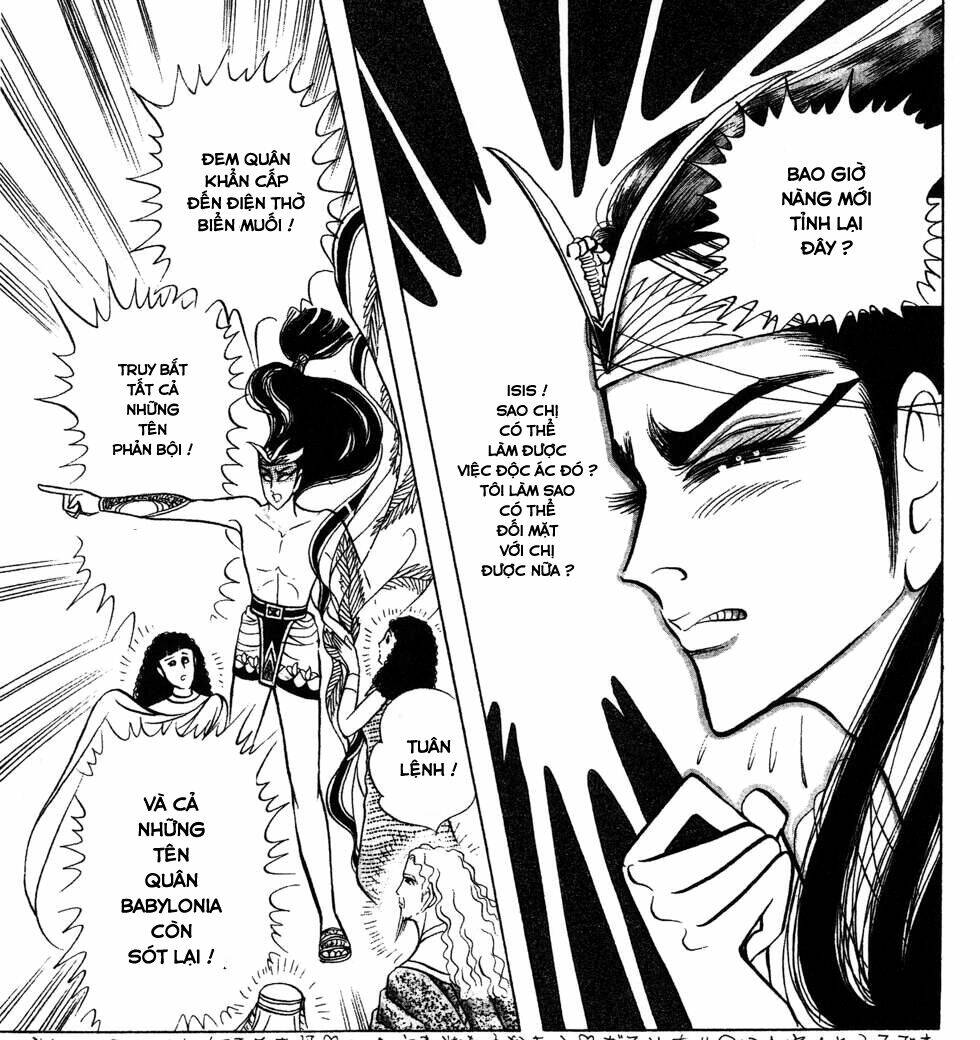 BAO GIỜ
NÀNG MỚI
TỈNH LẠI
ĐÂY ?
ISIS !
SAO CHỊ
CÓ THỂ
LÀM ĐƯỢC
VIỆC ĐỘC ÁC ĐÓ ?
TÔI LÀM SAO
CÓ THỂ
ĐỐI MẶT
VỚI CHỊ
ĐƯỢC NỮA ?
ĐEM QUÂN
KHẨN CẤP
ĐẾN ĐIỆN THỜ
BIỂN MUỐI !
TRUY BẮT
TẤT CẢ
NHỮNG
TÊN
PHẢN BỘI !
VÀ CẢ
NHỮNG
TÊN
QUÂN
BABYLONIA
CÒN
SÓT LẠI !
TUÂN
LỆNH !